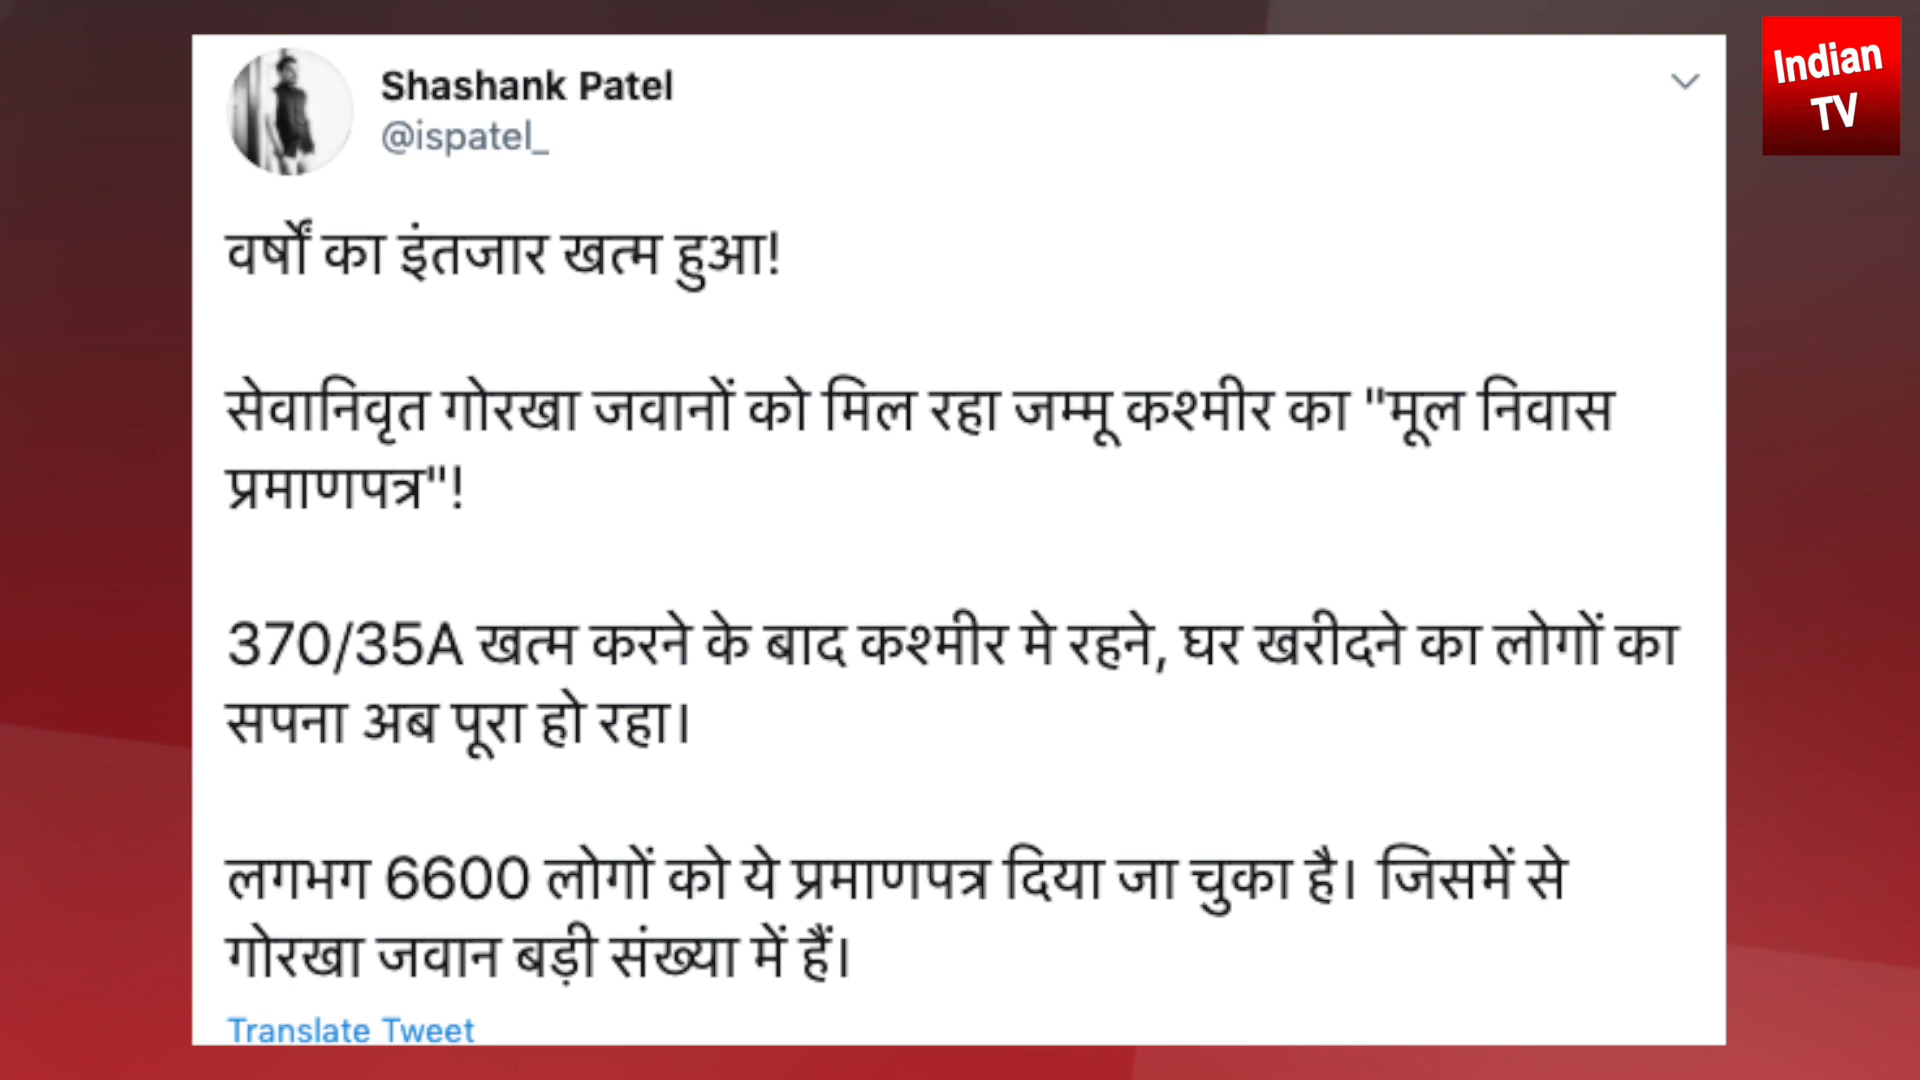 Shashank Patel
@ispatel_
Indian
TV
वर्षों का इंतजार खत्म हुआ!
सेवानिवृत गोरखा जवानों को मिल रहा जम्मू कश्मीर का "मूल निवास
प्रमाणपत्र"!
370/35A खत्म करने के बाद कश्मीर मे रहने, घर खरीदने का लोगों का
सपना अब पूरा हो रहा।
लगभग 6600 लोगों को ये प्रमाणपत्र दिया जा चुका है। जिसमें से
गोरखा जवान बड़ी संख्या में हैं।
Translate Tweet